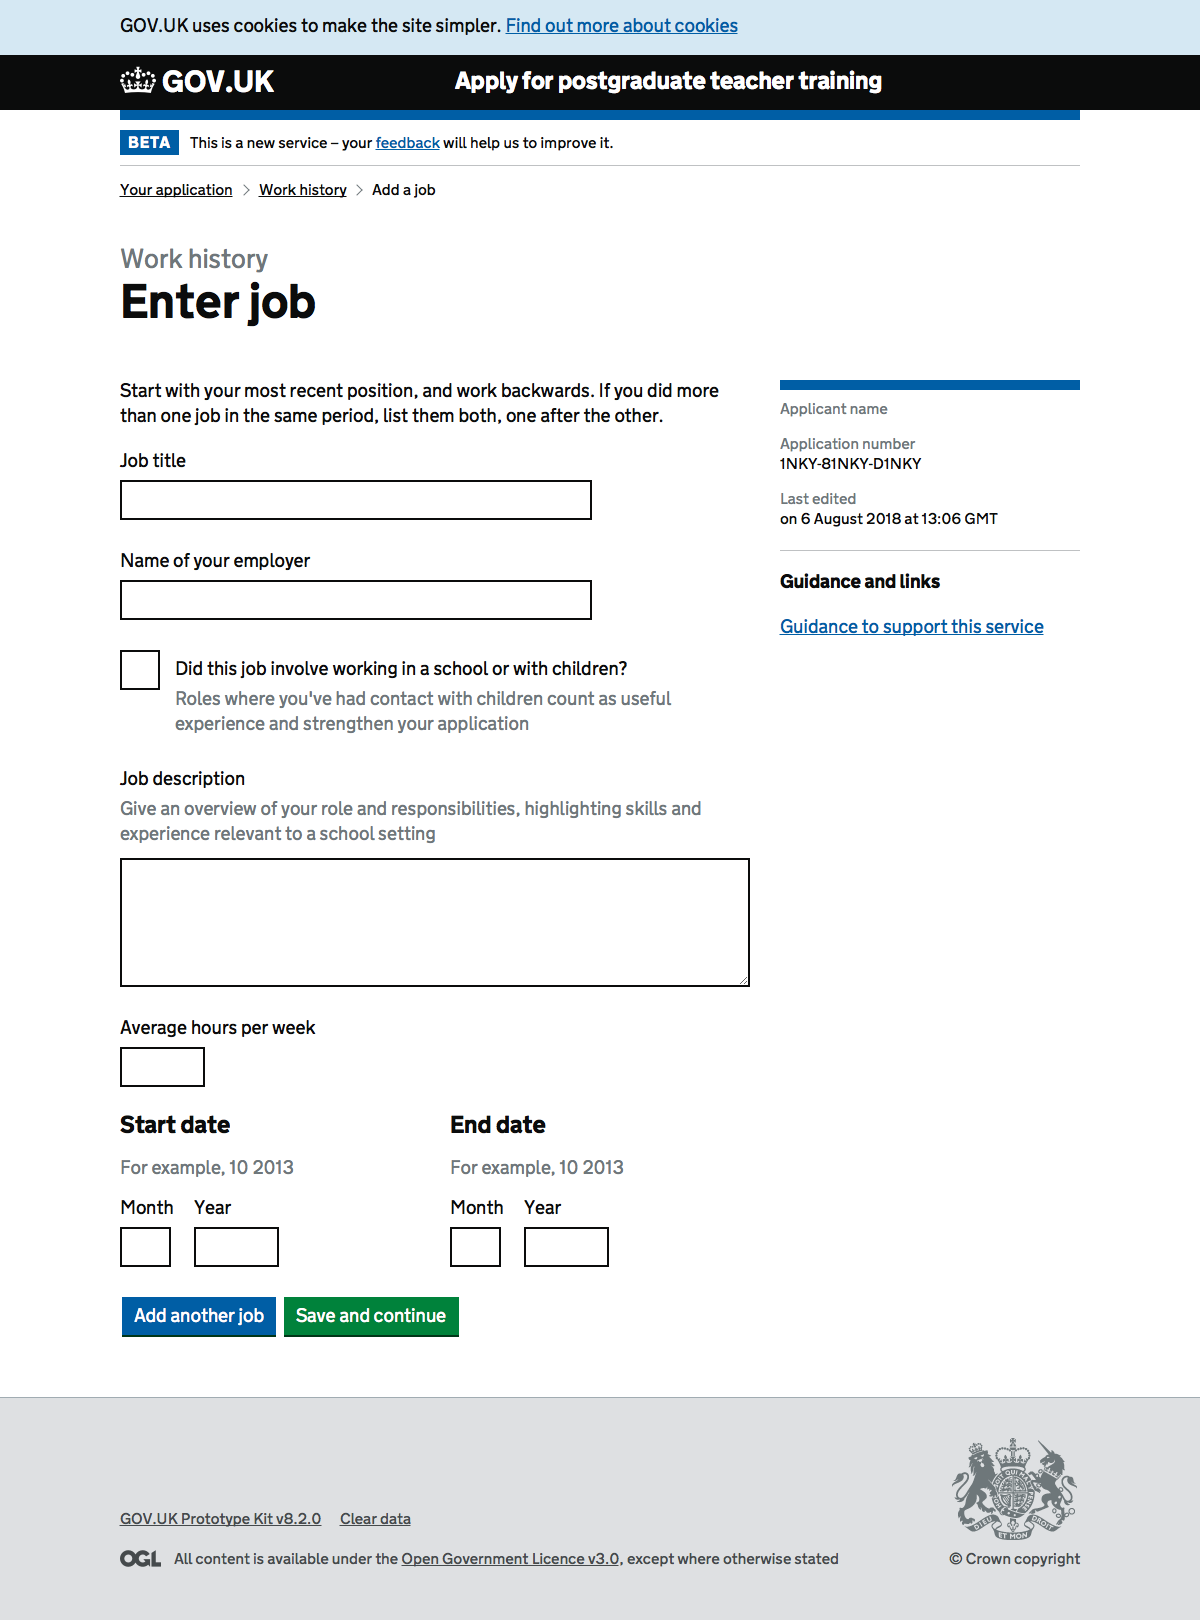 GOV.UK uses cookies to make the site simpler. Find out more about cookies
GOV.UK
Apply for postgraduate teacher training
BETA This is a new service – your feedback will help us to improve it.
Your application > Work history > Add a job
Work history
Enter job
Start with your most recent position, and work backwards. If you did more
than one job in the same period, list them both, one after the other.
Job title
Name of your employer
Did this job involve working in a school or with children?
Roles where you've had contact with children count as useful
experience and strengthen your application
Job description
Give an overview of your role and responsibilities, highlighting skills and
experience relevant to a school setting
Average hours per week
Start date
For example, 10 2013
Month Year
End date
For example, 10 2013
Month Year
Add another job
Save and continue
Applicant name
Application number
1NKY-81NKY-D1NKY
Last edited
on 6 August 2018 at 13:06 GMT
Guidance and links
Guidance to support this service
GOV.UK Prototype Kit v8.2.0 Clear data
OGL All content is available under the Open Government Licence v3.0, except where otherwise stated
DIEU ET MON DROIT
© Crown copyright